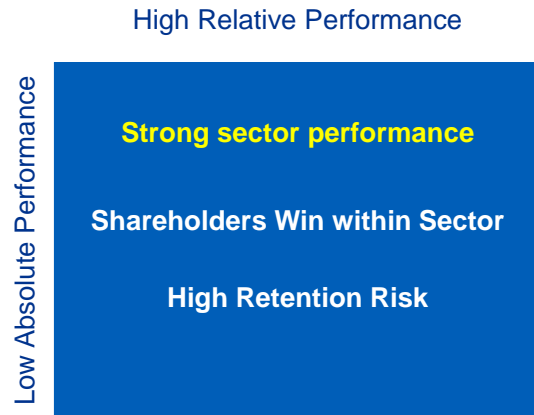 High Relative Performance
Low Absolute Performance
Strong sector performance
Shareholders Win within Sector
High Retention Risk